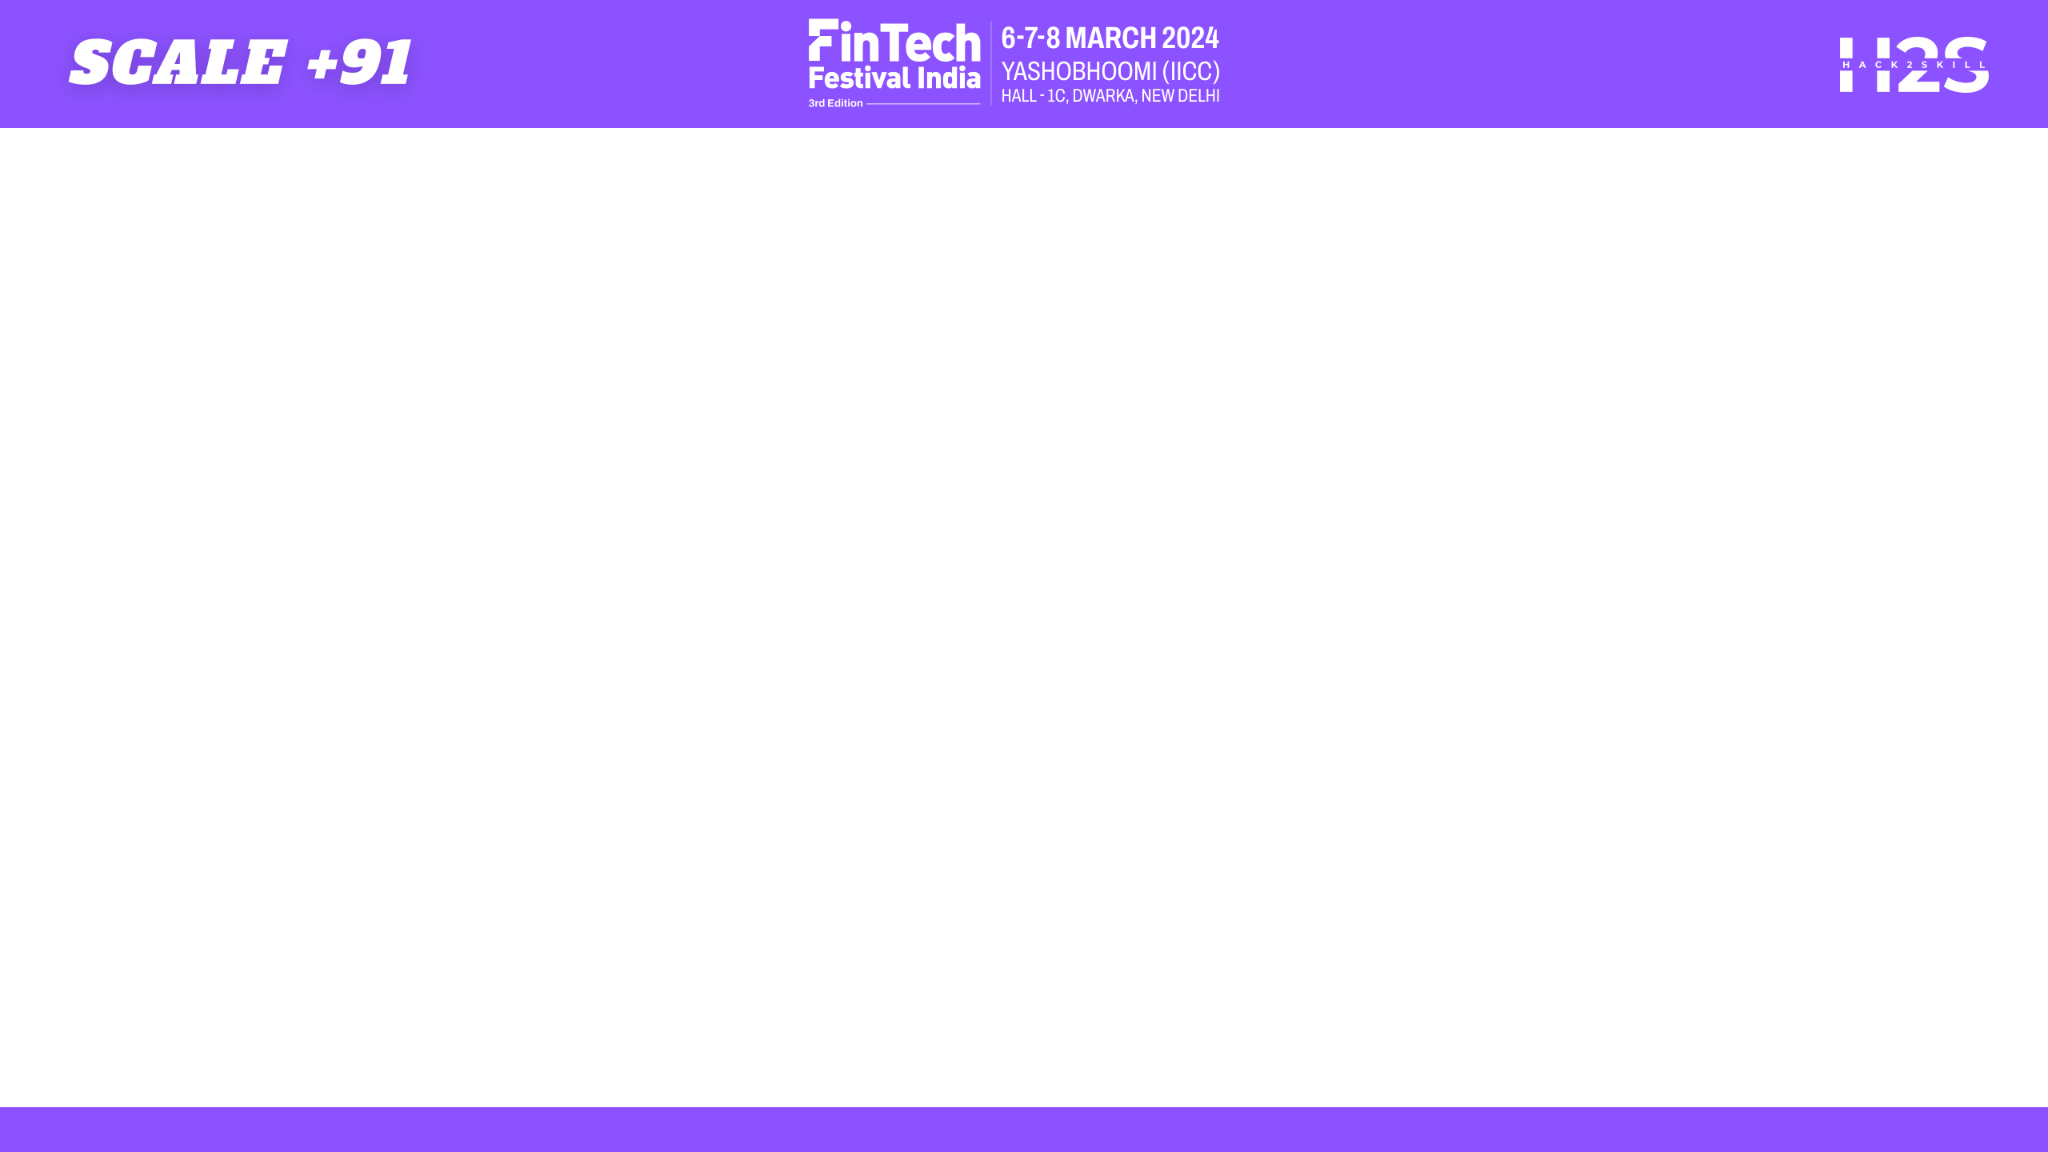 SCALE +91
FinTech
Festival India
3rd Edition
6-7-8 MARCH 2024
YASHOBHOOMI (IICC)
HALL - 1C, DWARKA, NEW DELHI
H2S
HACK2SKILL